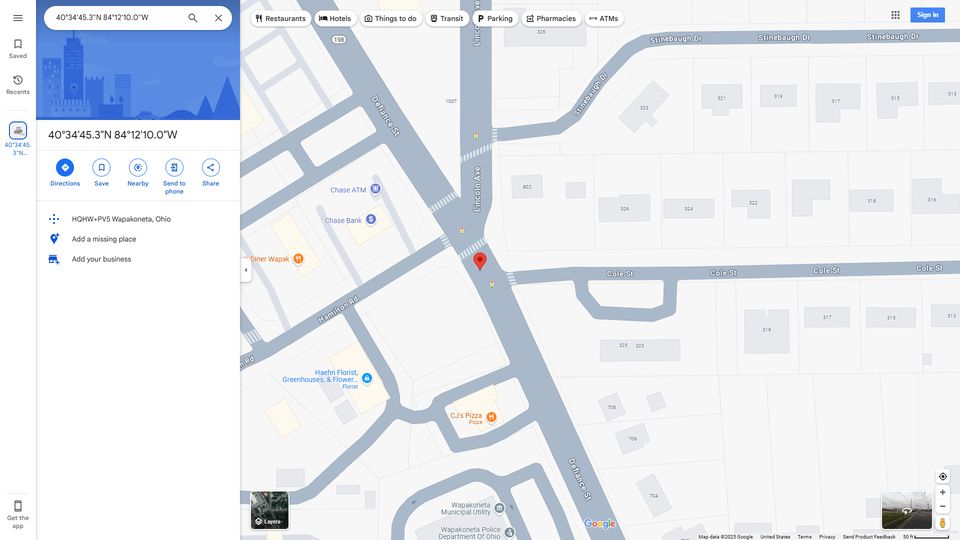 40°34'45.3"N 84°12'10.0"W
Restaurants
Hotels
Things to do
Transit
Parking
Pharmacies
ATMs
Sign in
Saved
Recents
40°34'45.
3"N...
40°34'45.3"N 84°12'10.0"W
Directions
Save
Nearby
Send to
phone
Share
HQHW+PV5 Wapakoneta, Ohio
Add a missing place
Add your business
Get the
app
198
Defiance St
Lincoln Ave
326
1007
Stinebaugh Dr
Stinebaugh Dr
Stinebaugh Dr
Stinebaugh Dr
323
321
319
317
315
313
Lincoln Ave
802
326
324
322
318
316
Chase ATM
Chase Bank
Diner Wapak
Cole St
Cole St
Cole St
Cole St
Hamilton Rd
Rd
319
317
315
313
325
323
Haehn Florist,
Greenhouses, & Flower...
Florist
CJ's Pizza
Pizza
708
706
704
Defiance St
Wapakoneta
Municipal Utility
Wapakoneta Police
Department Of Ohio
Layers
Google
Map data ©2025 Google
United States
Terms
Privacy
Send Product Feedback
50 ft